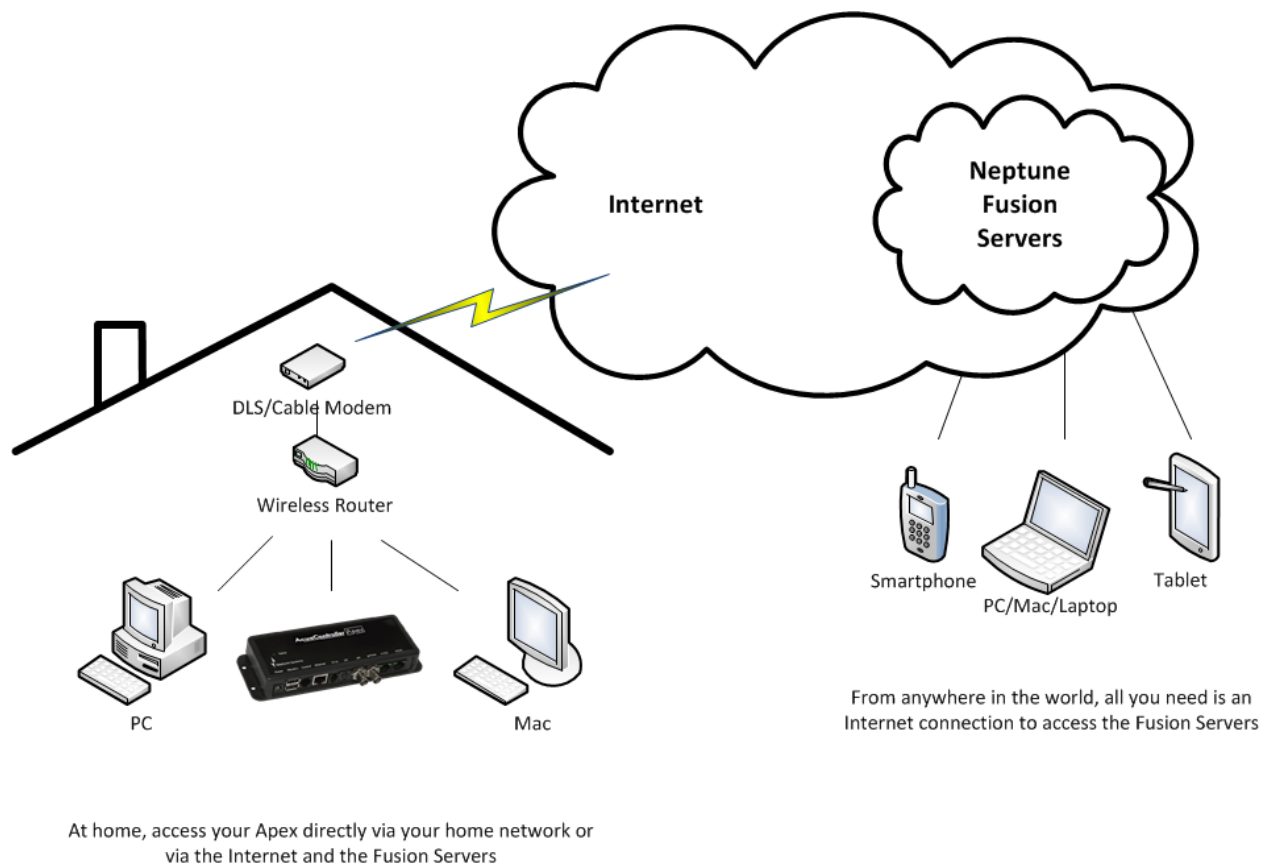 Internet
Neptune
Fusion
Servers
DLS/Cable Modem
Wireless Router
PC
AquaController Apex
Mac
Smartphone
PC/Mac/Laptop
Tablet
From anywhere in the world, all you need is an
Internet connection to access the Fusion Servers
At home, access your Apex directly via your home network or
via the Internet and the Fusion Servers